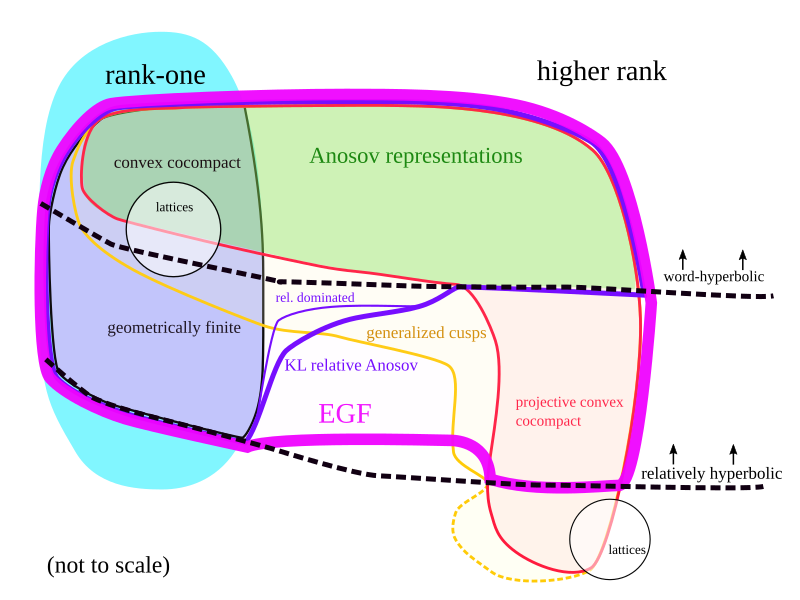 rank-one
higher rank
convex cocompact
Anosov representations
lattices
word-hyperbolic
rel. dominated
geometrically finite
generalized cusps
KL relative Anosov
EGF
projective convex
cocompact
relatively hyperbolic
lattices
(not to scale)